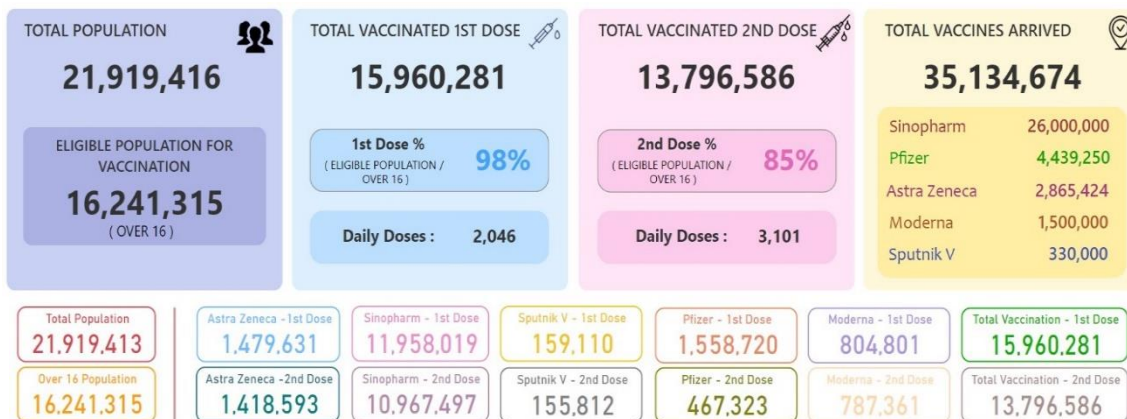 TOTAL POPULATION
21,919,416
ELIGIBLE POPULATION FOR
VACCINATION
16,241,315
( OVER 16 )
TOTAL VACCINATED 1ST DOSE
15,960,281
1st Dose %
( ELIGIBLE POPULATION /
OVER 16 )
98%
Daily Doses : 2,046
TOTAL VACCINATED 2ND DOSE
13,796,586
2nd Dose %
( ELIGIBLE POPULATION /
OVER 16 )
85%
Daily Doses : 3,101
TOTAL VACCINES ARRIVED
35,134,674
Sinopharm 26,000,000
Pfizer 4,439,250
Astra Zeneca 2,865,424
Moderna 1,500,000
Sputnik V 330,000
Total Population
21,919,413
Astra Zeneca -1st Dose
1,479,631
Sinopharm - 1st Dose
11,958,019
Sputnik V - 1st Dose
159,110
Pfizer - 1st Dose
1,558,720
Moderna - 1st Dose
804,801
Total Vaccination - 1st Dose
15,960,281
Over 16 Population
16,241,315
Astra Zeneca -2nd Dose
1,418,593
Sinopharm - 2nd Dose
10,967,497
Sputnik V - 2nd Dose
155,812
Pfizer - 2nd Dose
467,323
Moderna - 2nd Dose
787,361
Total Vaccination - 2nd Dose
13,796,586